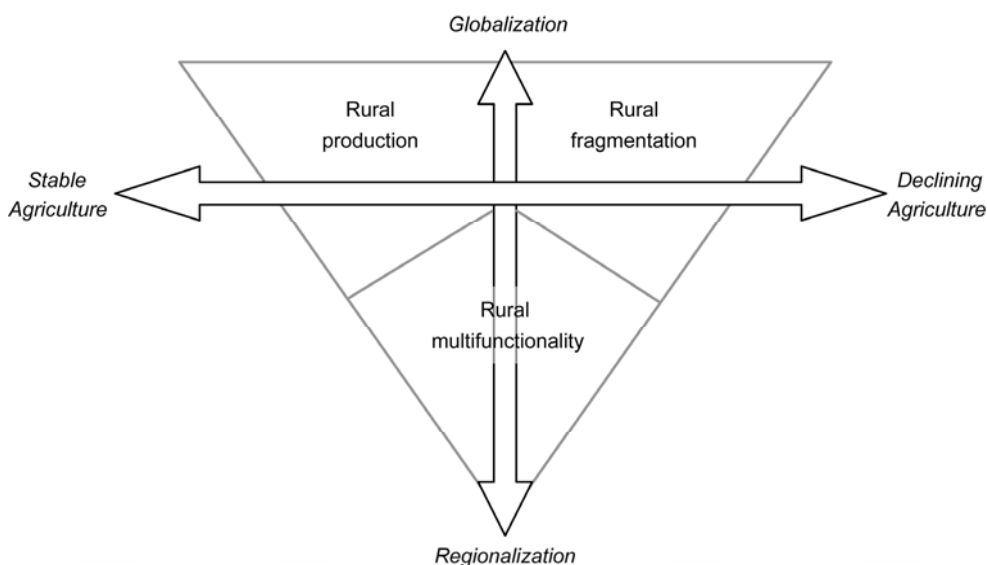 Globalization
Rural
production
Rural
fragmentation
Stable
Agriculture
Declining
Agriculture
Rural
multifunctionality
Regionalization